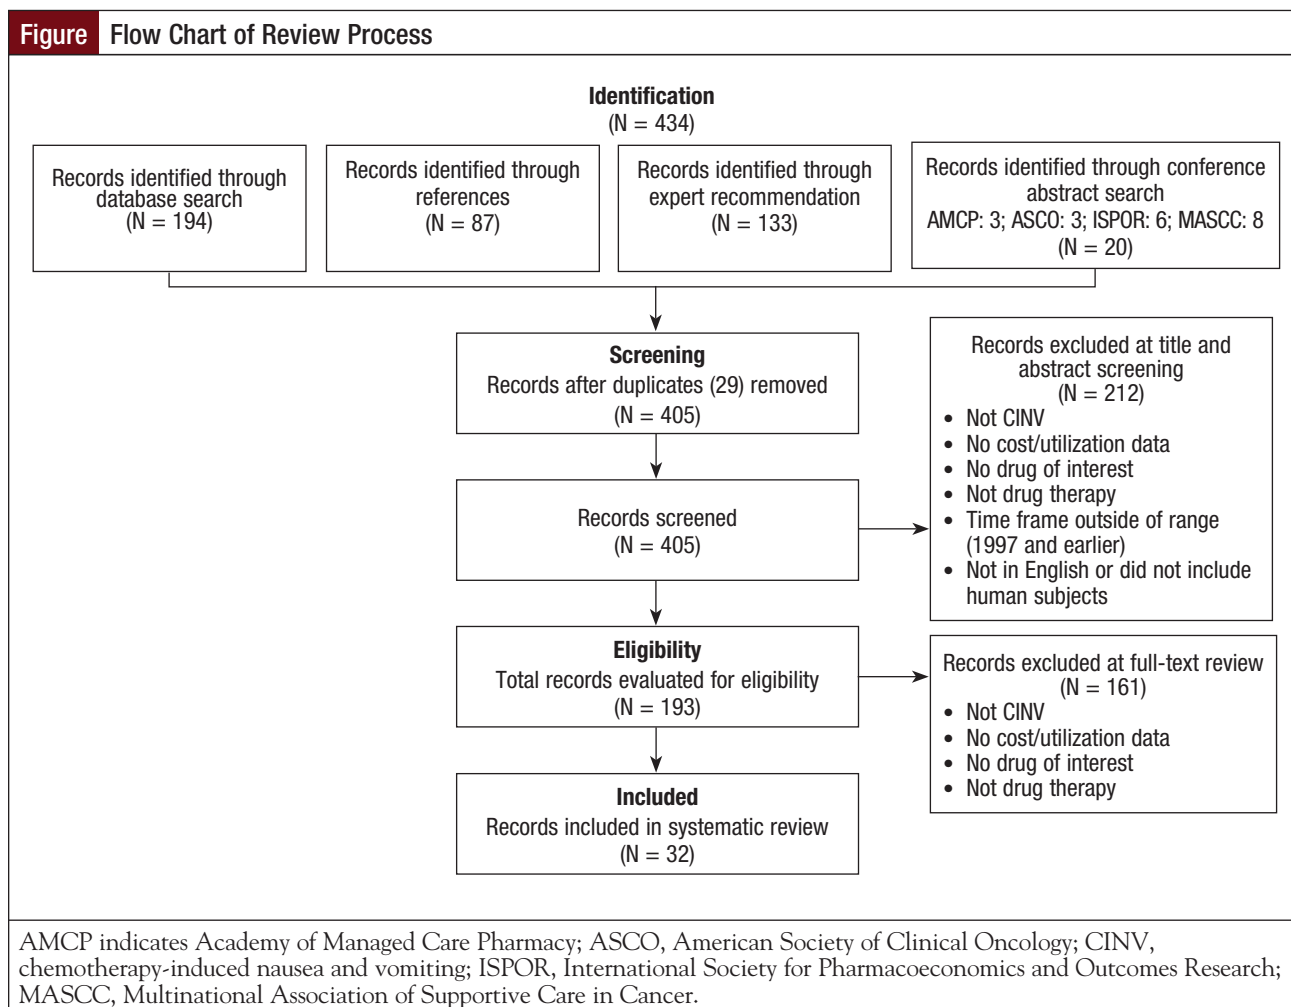 Figure Flow Chart of Review Process
Identification
(N = 434)
Records identified through
database search
(N = 194)
Records identified through
references
(N = 87)
Records identified through
expert recommendation
(N = 133)
Records identified through conference
abstract search
AMCP: 3; ASCO: 3; ISPOR: 6; MASCC: 8
(N = 20)
Screening
Records after duplicates (29) removed
(N = 405)
Records screened
(N = 405)
Records excluded at title and
abstract screening
(N = 212)
• Not CINV
• No cost/utilization data
• No drug of interest
• Not drug therapy
• Time frame outside of range
(1997 and earlier)
• Not in English or did not include
human subjects
Eligibility
Total records evaluated for eligibility
(N = 193)
Records excluded at full-text review
(N = 161)
• Not CINV
• No cost/utilization data
• No drug of interest
• Not drug therapy
Included
Records included in systematic review
(N = 32)
AMCP indicates Academy of Managed Care Pharmacy; ASCO, American Society of Clinical Oncology; CINV,
chemotherapy-induced nausea and vomiting; ISPOR, International Society for Pharmacoeconomics and Outcomes Research;
MASCC, Multinational Association of Supportive Care in Cancer.